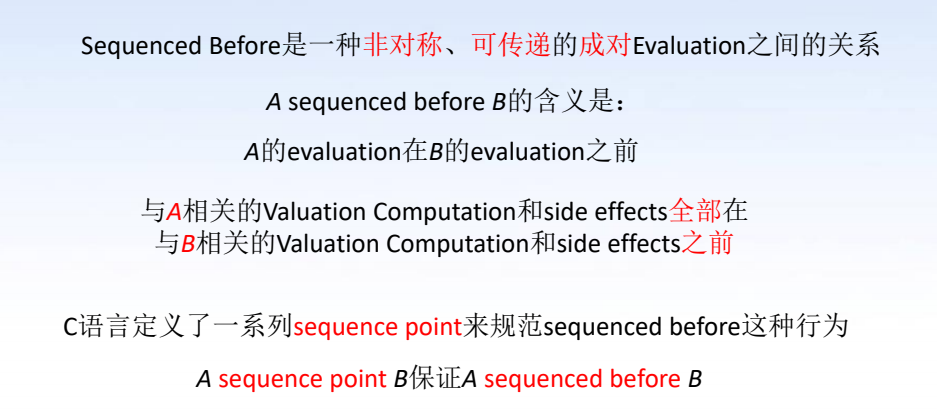 Sequenced Before是一种非对称、可传递的成对Evaluation之间的关系
A sequenced before B的含义是：
A的evaluation在B的evaluation之前
与A相关的Valuation Computation和side effects全部在
与B相关的Valuation Computation和side effects之前
C语言定义了一系列sequence point来规范sequenced before这种行为
A sequence point B保证A sequenced before B